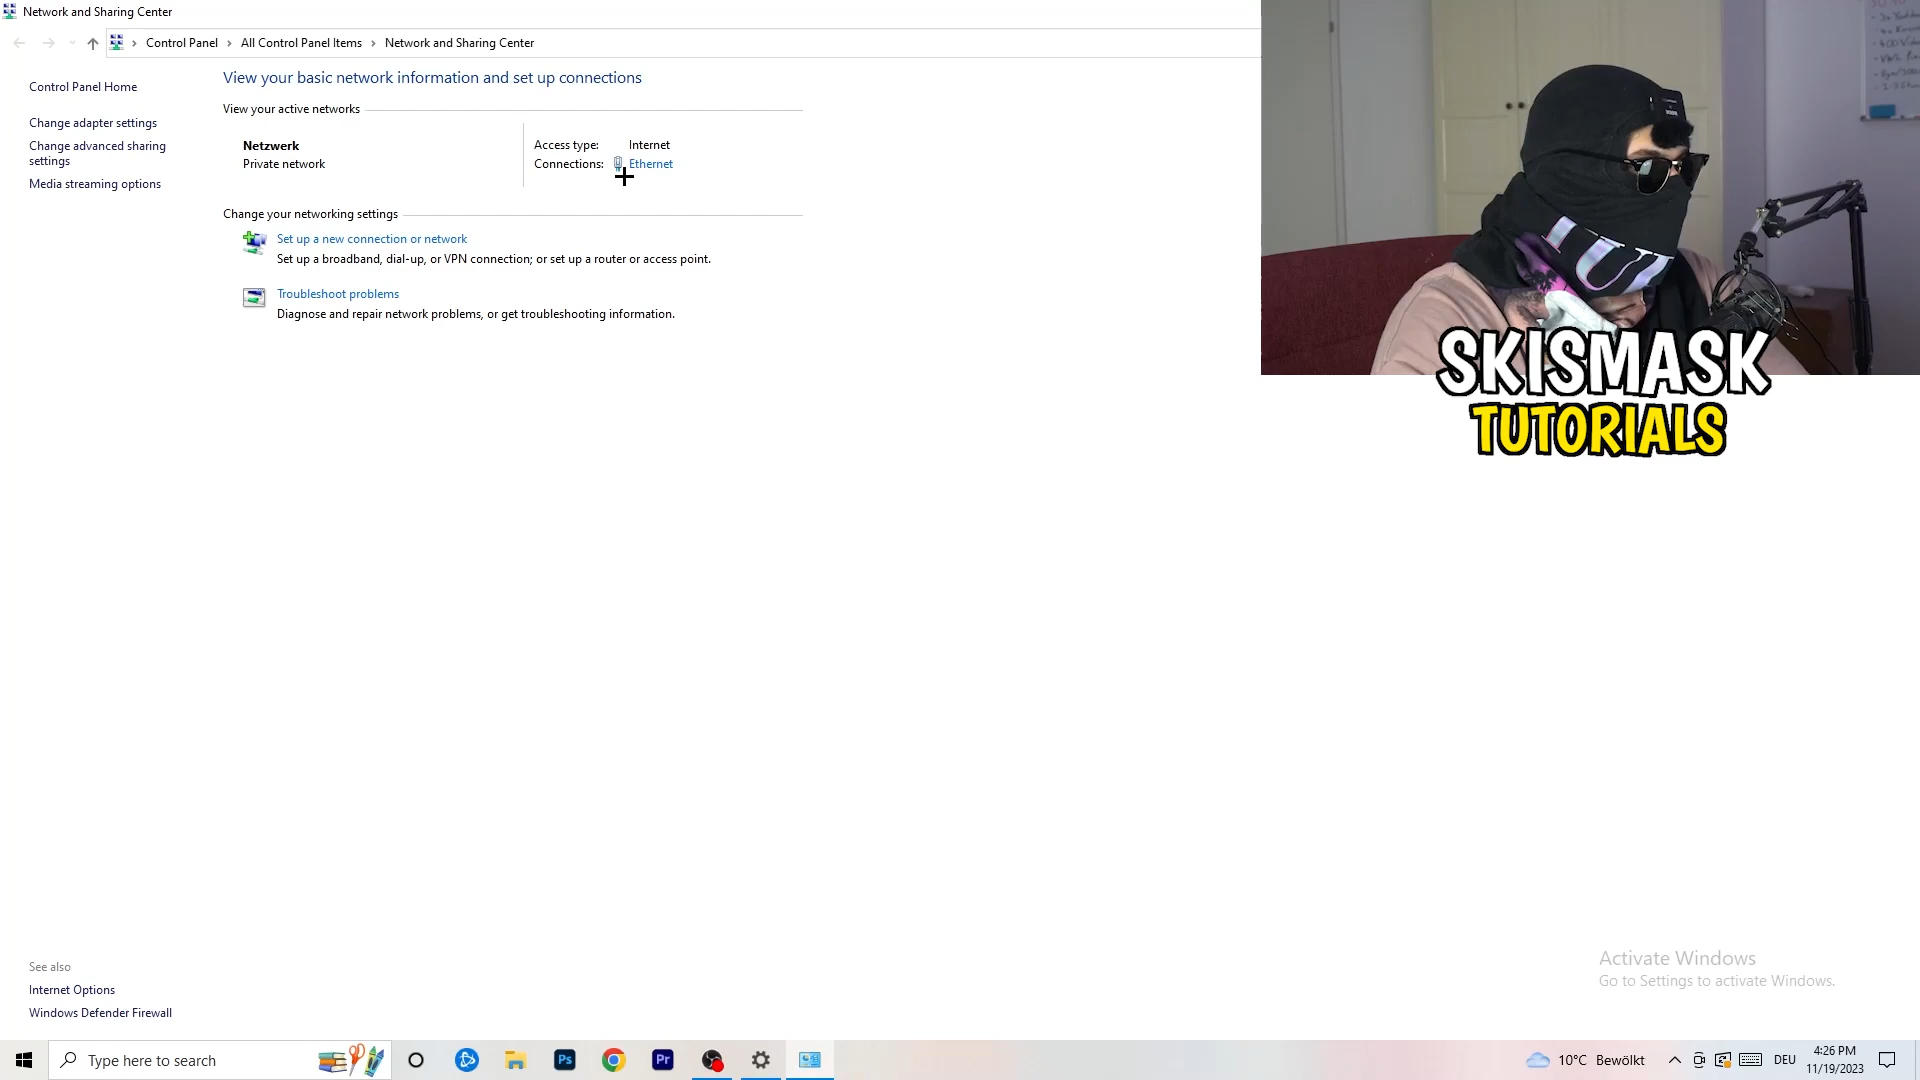 Network and Sharing Center
Control Panel › All Control Panel Items › Network and Sharing Center
Control Panel Home
Change adapter settings
Change advanced sharing
settings
Media streaming options
View your basic network information and set up connections
View your active networks
Netzwerk
Private network
Access type: Internet
Connections: Ethernet
Change your networking settings
Set up a new connection or network
Set up a broadband, dial-up, or VPN connection; or set up a router or access point.
Troubleshoot problems
Diagnose and repair network problems, or get troubleshooting information.
SKISMASK
TUTORIALS
See also
Internet Options
Windows Defender Firewall
Activate Windows
Go to Settings to activate Windows.
Type here to search
Ps
Pr
10°C Bewölkt
DEU
4:26 PM
11/19/2023